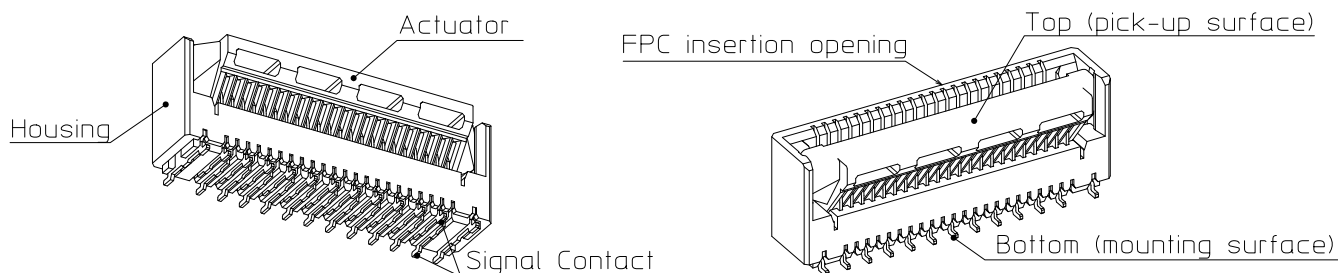 Actuator
Housing
Signal Contact
FPC insertion opening
Top (pick-up surface)
Bottom (mounting surface)